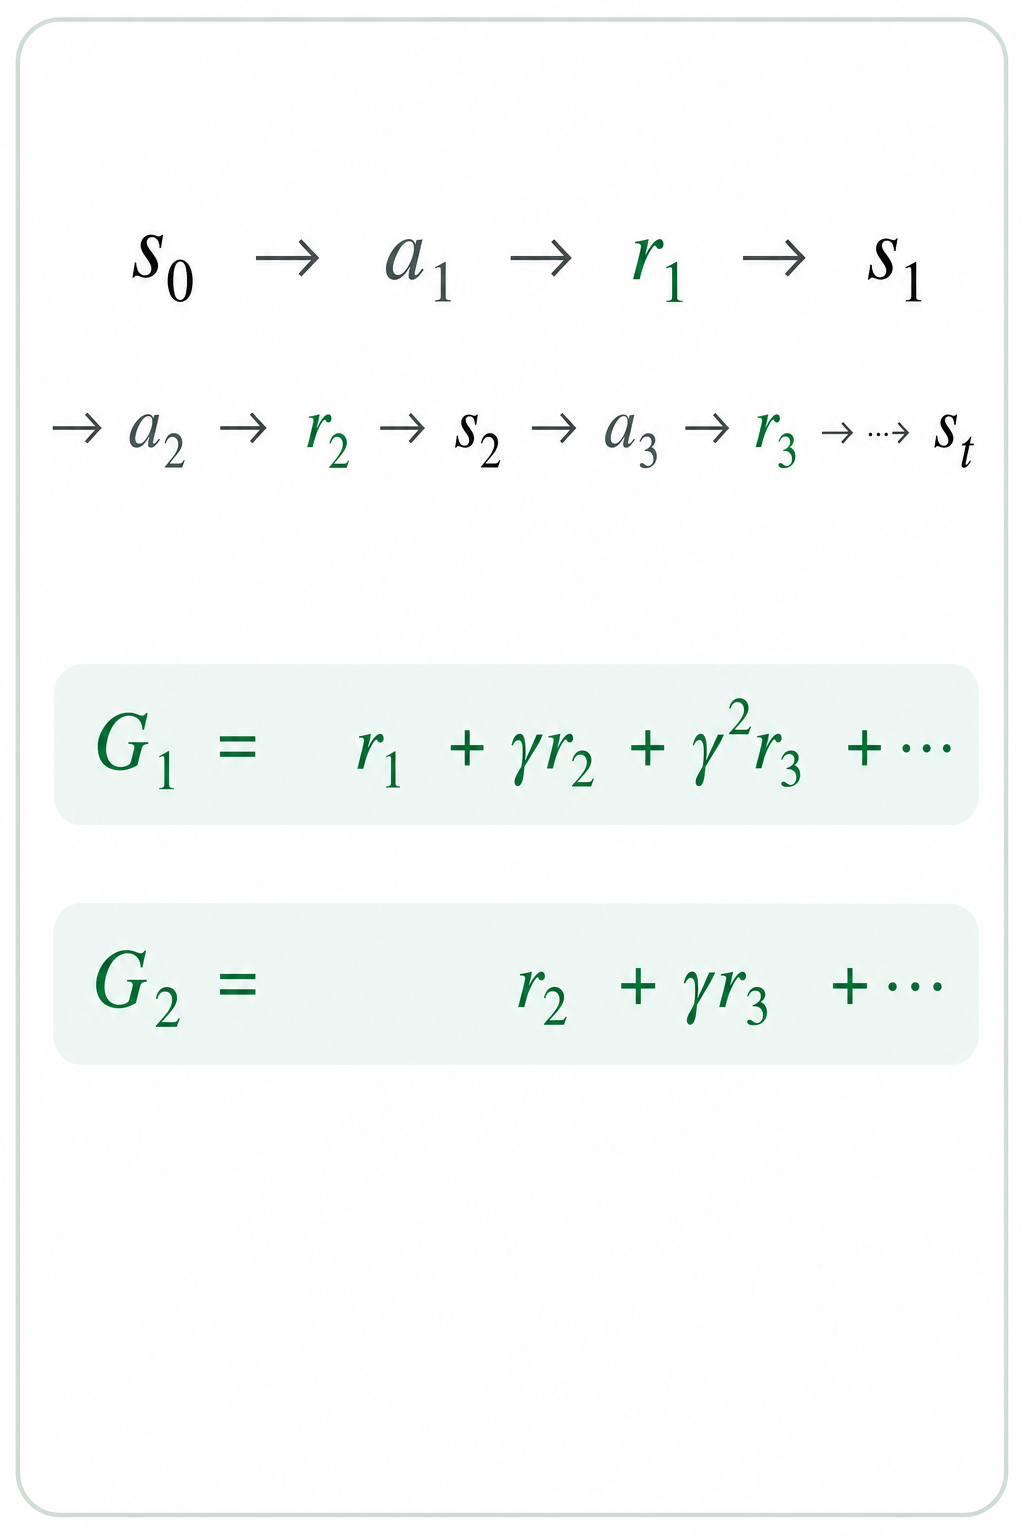 s₀ → a₁ → r₁ → s₁
→ a₂ → r₂ → s₂ → a₃ → r₃ → ⋯→ sₜ
G₁ = r₁ + γr₂ + γ²r₃ + ⋯
G₂ = r₂ + γr₃ + ⋯